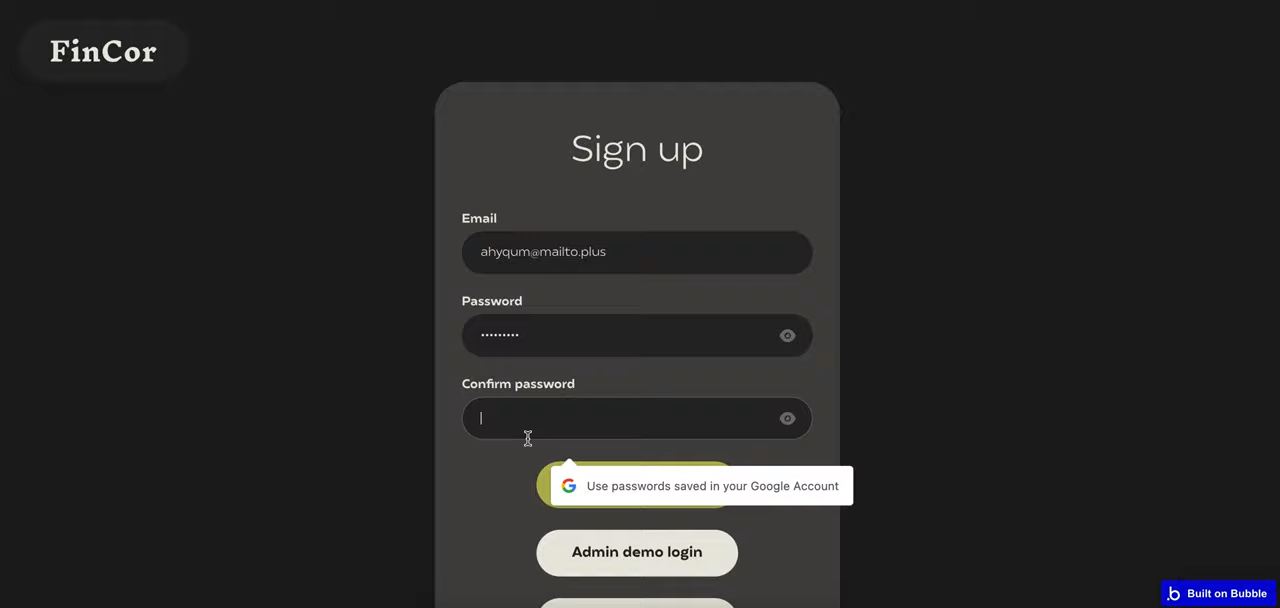 FinCor
Sign up
Email
ahyqum@mailto.plus
Password
•••••••••
Confirm password
Use passwords saved in your Google Account
Admin demo login
Built on Bubble